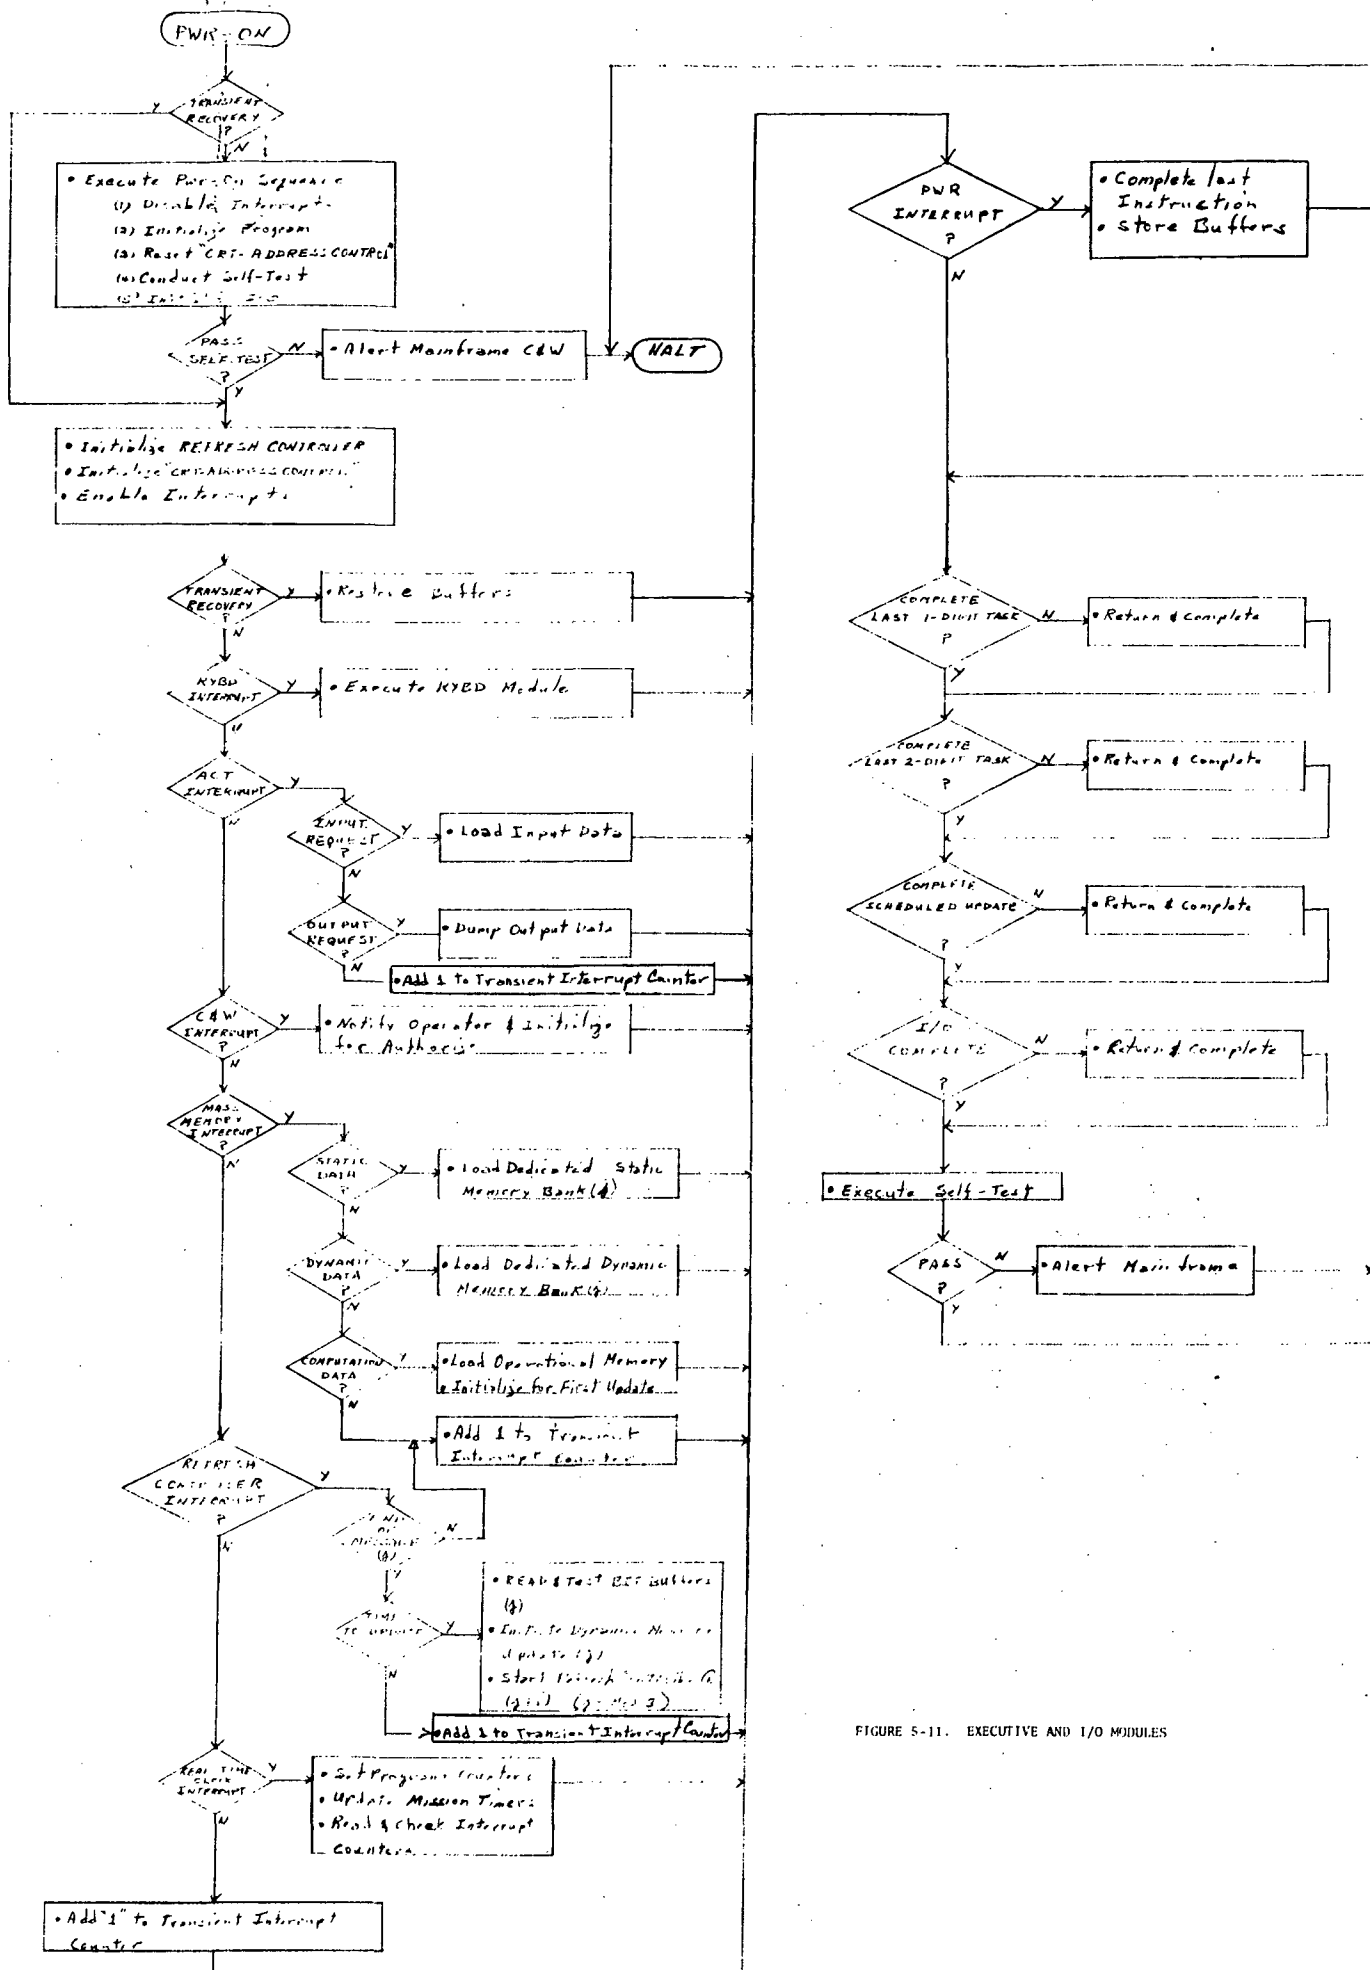 PWR-ON
TRANSIENT
RECOVERY
?
Y
N
• Execute Pwr-On Sequence
(1) Disable Interrupts
(2) Initialize Program
(3) Reset "CRT-ADDRESS CONTROL"
(4) Conduct Self-Test
PASS
SELF-TEST
?
N
Y
• Alert Mainframe C&W
HALT
• Initialize REFRESH CONTROLLER
• Initialize "CRT-ADDRESS CONTROL"
• Enable Interrupts
TRANSIENT
RECOVERY
?
Y
N
• Restore Buffers
KYBD
INTERRUPT
Y
N
• Execute KYBD Module
ACT
INTERRUPT
Y
N
INPUT
REQUEST
?
Y
N
• Load Input Data
OUTPUT
REQUEST
?
Y
N
• Dump Output Data
• Add 1 to Transient Interrupt Counter
C&W
INTERRUPT
?
Y
N
• Notify Operator & Initialize
for
MASS
MEMORY
INTERRUPT
?
Y
N
STATIC
DATA
?
Y
N
• Load Dedicated Static
Memory Bank (j)
DYNAMIC
DATA
?
Y
N
• Load Dedicated Dynamic
Memory Bank (j)
COMPUTATION
DATA
?
Y
N
• Load Operational Memory
• Initialize for First Update
• Add 1 to Transient
Interrupt Counter
REFRESH
CONTROLLER
INTERRUPT
?
Y
N
END
OF
MESSAGE
(j)
N
Y
TIME
TO UPDATE
Y
N
• READ & Test BIT Buffers
(j)
• Initiate Dynamic
Update (j)
• Start Refresh
• Add 1 to Transient Interrupt Counter
REAL TIME
CLOCK
INTERRUPT
Y
N
• Set Program Counters
• Update Mission Timers
• Read & Check Interrupt
Counters
• Add "1" to Transient Interrupt
Counter
PWR
INTERRUPT
?
Y
N
• Complete last
Instruction
• Store Buffers
COMPLETE
LAST 1-DIGIT TASK
?
N
Y
• Return & Complete
COMPLETE
LAST 2-DIGIT TASK
?
N
Y
• Return & Complete
COMPLETE
SCHEDULED UPDATE
?
N
Y
• Return & Complete
I/O
COMPLETE
?
N
Y
• Return & Complete
• Execute Self-Test
PASS
?
N
Y
• Alert Mainframe
FIGURE 5-11. EXECUTIVE AND I/O MODULES